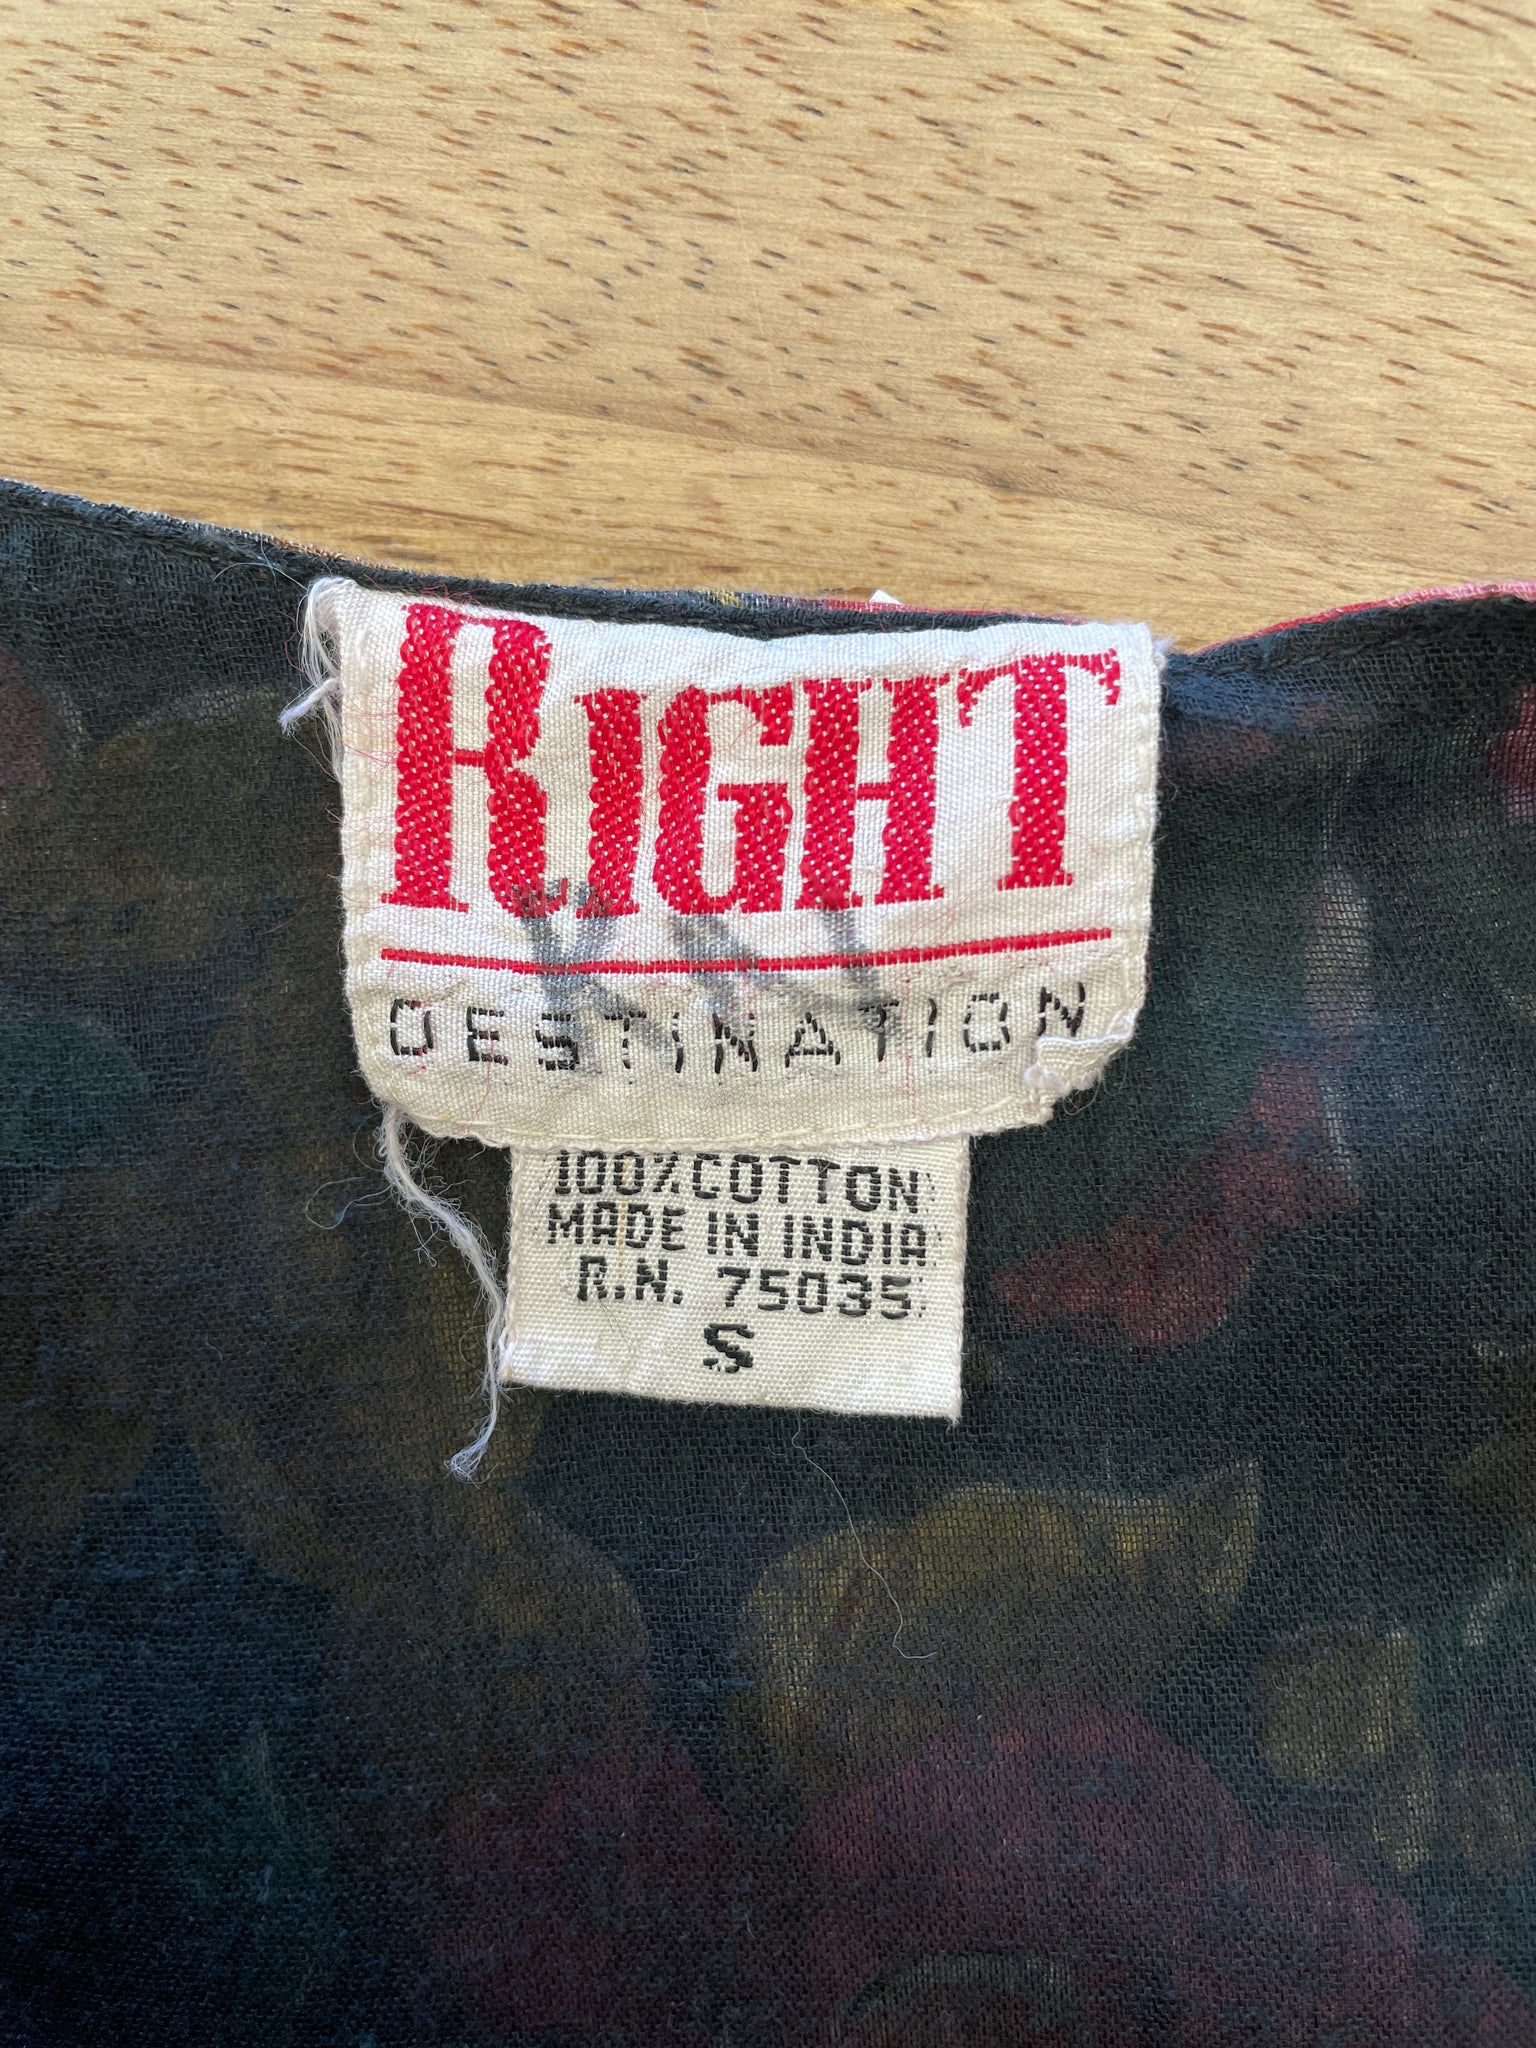 RIGHT
DESTINATION
100% COTTON
MADE IN INDIA
R.N. 75035
S